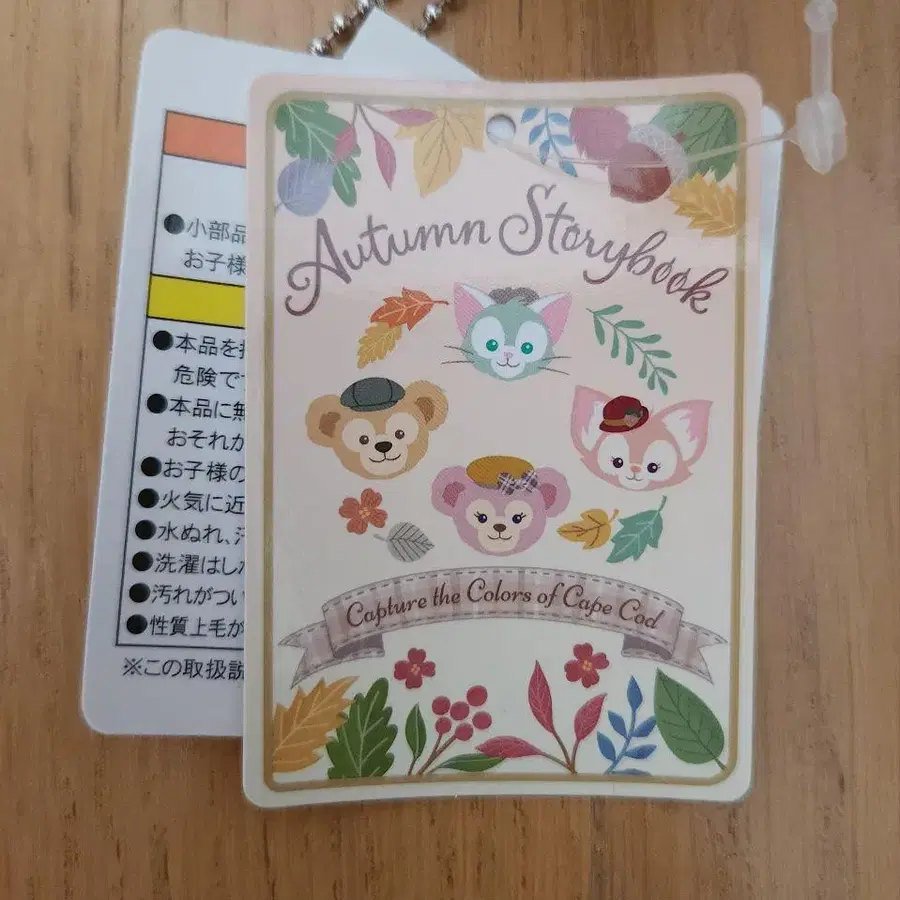 Autumn Storybook
Capture the Colors of Cape Cod
●小部品
お子様
●本品を
危険で
●本品に無
おそれが
●お子様の
●火気に近
●水ぬれ、
●洗濯はし
●汚れがつい
●性質上毛が
※この取扱説